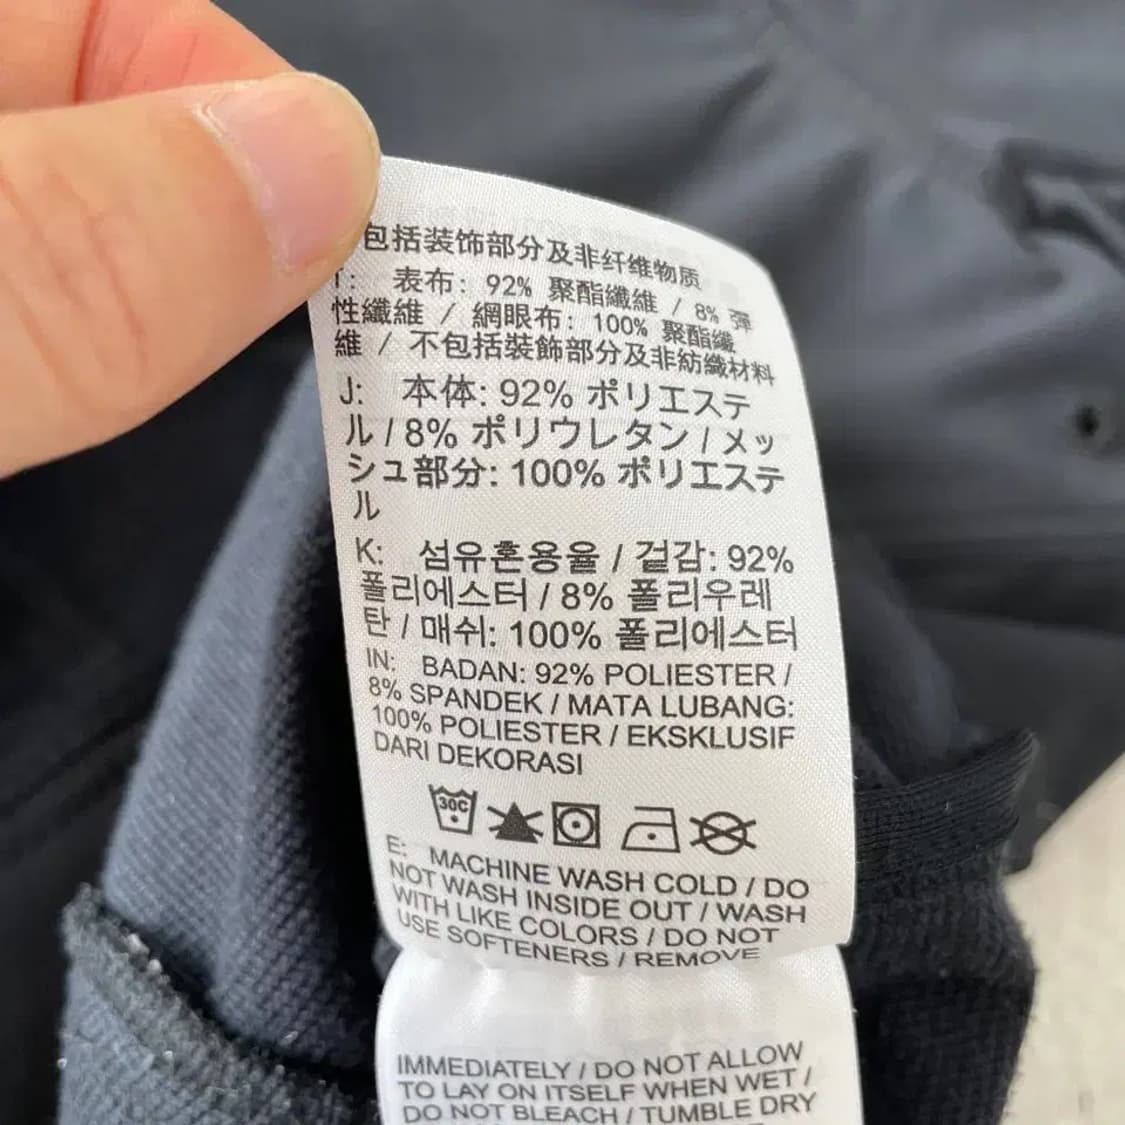 包括装饰部分及非纤维物质
T: 表布: 92% 聚酯纖維 / 8% 彈
性纖維 / 網眼布: 100% 聚酯纖
維 / 不包括裝飾部分及非紡織材料
J: 本体: 92% ポリエステ
ル / 8% ポリウレタン / メッ
シュ部分: 100% ポリエステ
ル
K: 섬유혼용율 / 겉감: 92%
폴리에스터 / 8% 폴리우레
탄 / 매쉬: 100% 폴리에스터
IN: BADAN: 92% POLIESTER /
8% SPANDEK / MATA LUBANG:
100% POLIESTER / EKSKLUSIF
DARI DEKORASI
30C
E: MACHINE WASH COLD / DO
NOT WASH INSIDE OUT / WASH
WITH LIKE COLORS / DO NOT
USE SOFTENERS / REMOVE
IMMEDIATELY / DO NOT ALLOW
TO LAY ON ITSELF WHEN WET /
DO NOT BLEACH / TUMBLE DRY